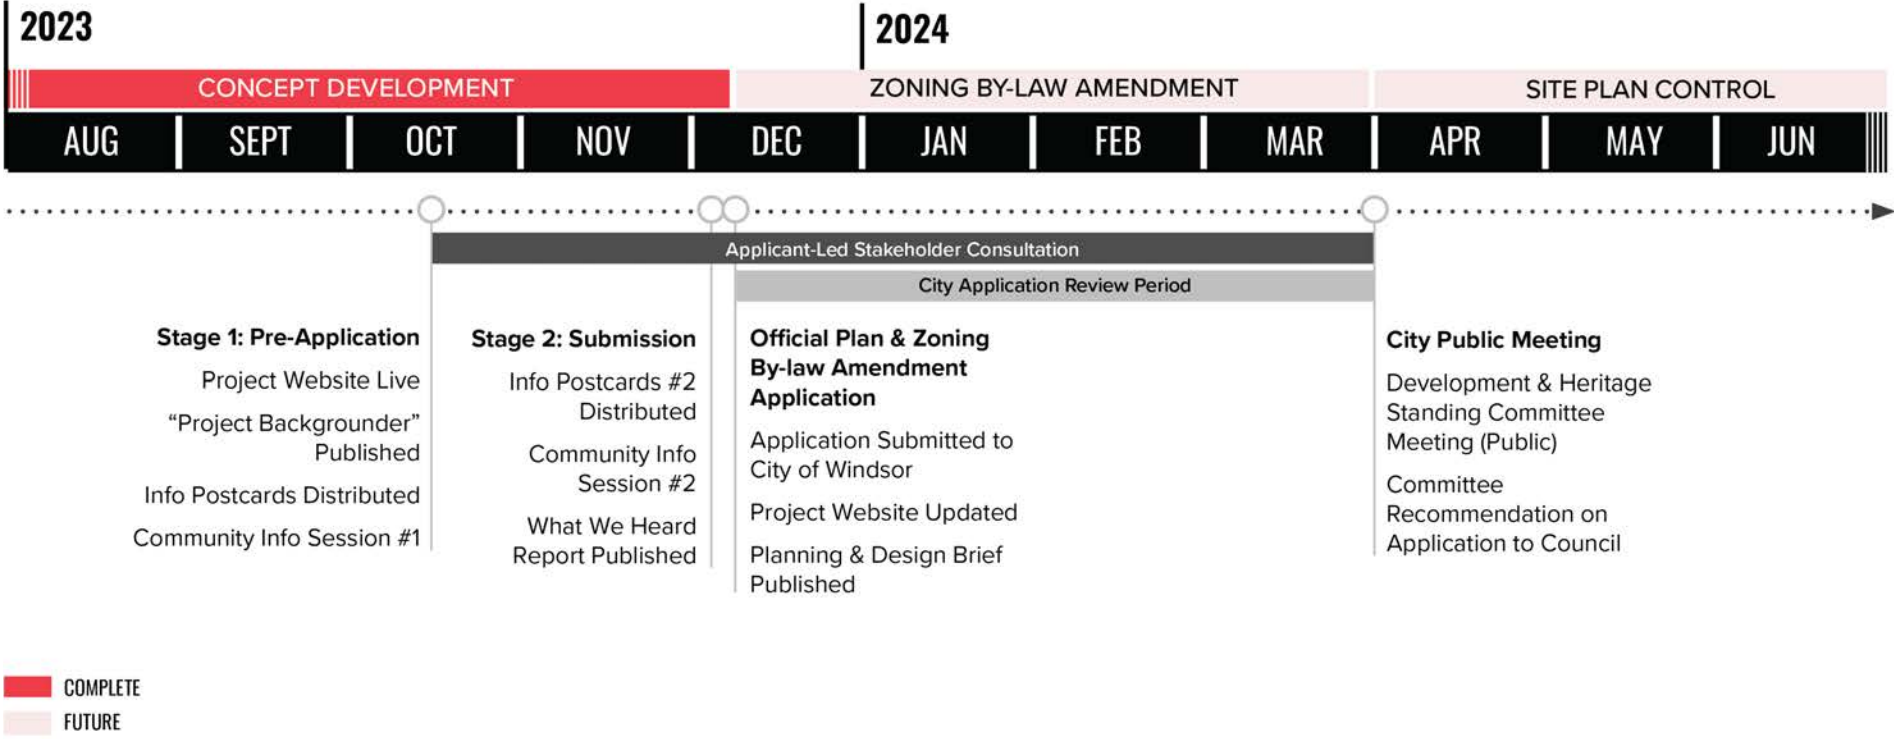 2023
2024
CONCEPT DEVELOPMENT
ZONING BY-LAW AMENDMENT
SITE PLAN CONTROL
AUG
SEPT
OCT
NOV
DEC
JAN
FEB
MAR
APR
MAY
JUN
Applicant-Led Stakeholder Consultation
City Application Review Period
Stage 1: Pre-Application
Project Website Live
“Project Backgrounder”
Published
Info Postcards Distributed
Community Info Session #1
Stage 2: Submission
Info Postcards #2
Distributed
Community Info
Session #2
What We Heard
Report Published
Official Plan & Zoning
By-law Amendment
Application
Application Submitted to
City of Windsor
Project Website Updated
Planning & Design Brief
Published
City Public Meeting
Development & Heritage
Standing Committee
Meeting (Public)
Committee
Recommendation on
Application to Council
COMPLETE
FUTURE